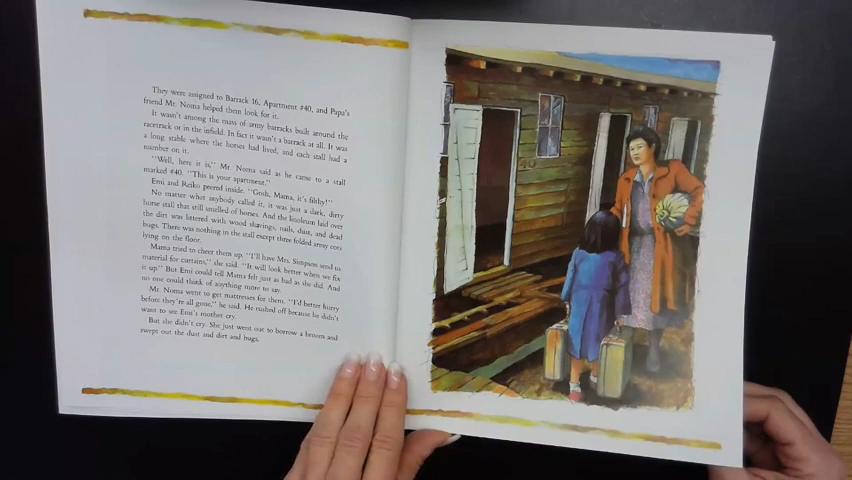 They were assigned to Barrack 16, Apartment #40, and Papa's
friend Mr. Noma helped them look for it.
It wasn't among the mass of army barracks built around the
racetrack or in the infield. In fact it wasn't a barrack at all. It was
a long stable where the horses had lived, and each stall had a
number on it.
"Well, here it is," Mr. Noma said as he came to a stall
marked #40. "This is your apartment."
Emi and Reiko peered inside. "Gosh, Mama, it's filthy!"
No matter what anybody called it, it was just a dark, dirty
horse stall that still smelled of horses. And the linoleum laid over
the dirt was littered with wood shavings, nails, dust, and dead
bugs. There was nothing in the stall except three folded army cots
lying on the floor.
Mama tried to cheer them up. "I'll have Mrs. Simpson send us
material for curtains," she said. "It will look better when we fix
it up." But Emi could tell Mama felt just as bad as she did. And
no one could think of anything more to say.
Mr. Noma went to get mattresses for them. "I'd better hurry
before they're all gone," he said. He rushed off because he didn't
want to see Emi's mother cry.
But she didn't cry. She just went out to borrow a broom and
swept out the dust and dirt and bugs.
40